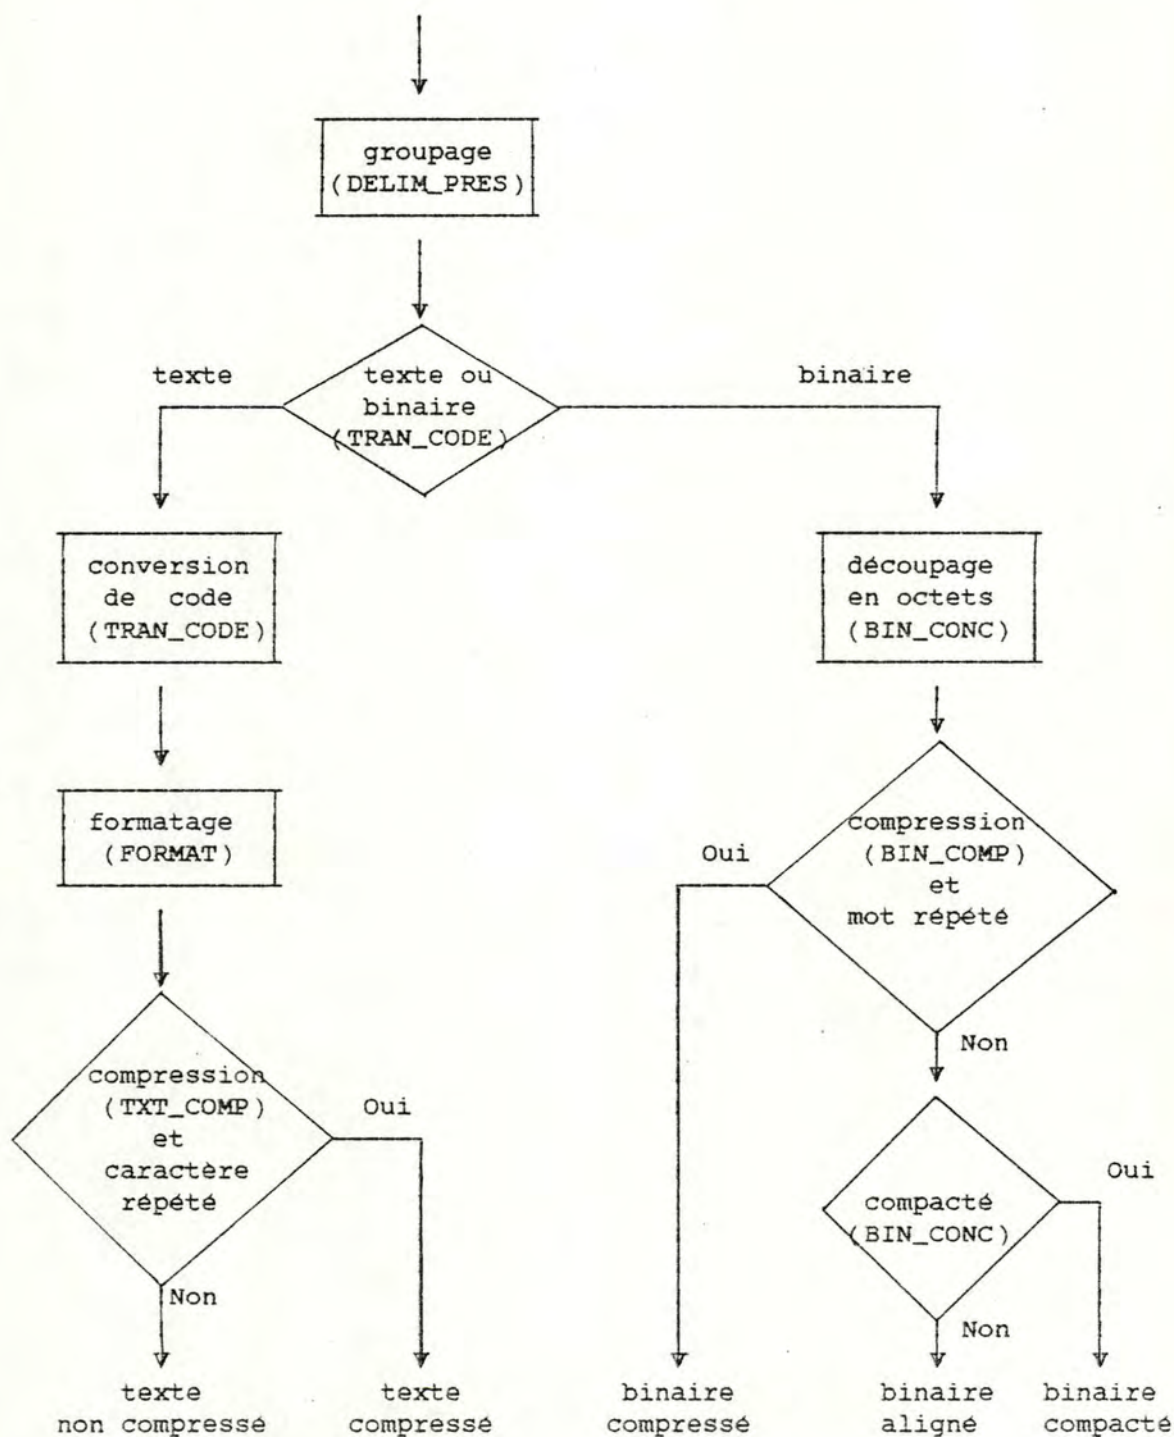 groupage
(DELIM_PRES)
texte
texte ou
binaire
(TRAN_CODE)
binaire
conversion
de code
(TRAN_CODE)
découpage
en octets
(BIN_CONC)
formatage
(FORMAT)
Oui
compression
(BIN_COMP)
et
mot répété
Non
compression
(TXT_COMP)
et
caractère
répété
Oui
compacté
(BIN_CONC)
Oui
Non
Non
texte
non compressé
texte
compressé
binaire
compressé
binaire
aligné
binaire
compacté